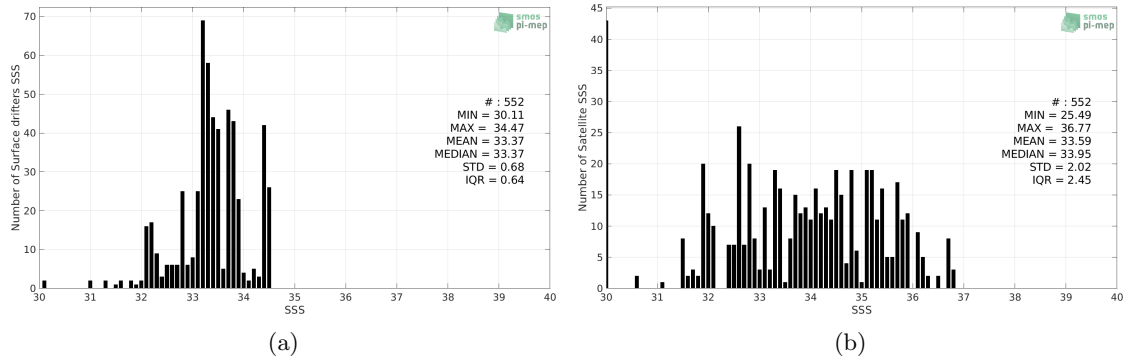 smos
pi-mep
70
60
50
40
30
20
10
0
Number of Surface drifters SSS
# : 552
MIN = 30.11
MAX = 34.47
MEAN = 33.37
MEDIAN = 33.37
STD = 0.68
IQR = 0.64
30 31 32 33 34 35 36 37 38 39 40
SSS
(a)
smos
pi-mep
45
40
35
30
25
20
15
10
5
0
Number of Satellite SSS
# : 552
MIN = 25.49
MAX = 36.77
MEAN = 33.59
MEDIAN = 33.95
STD = 2.02
IQR = 2.45
30 31 32 33 34 35 36 37 38 39 40
SSS
(b)